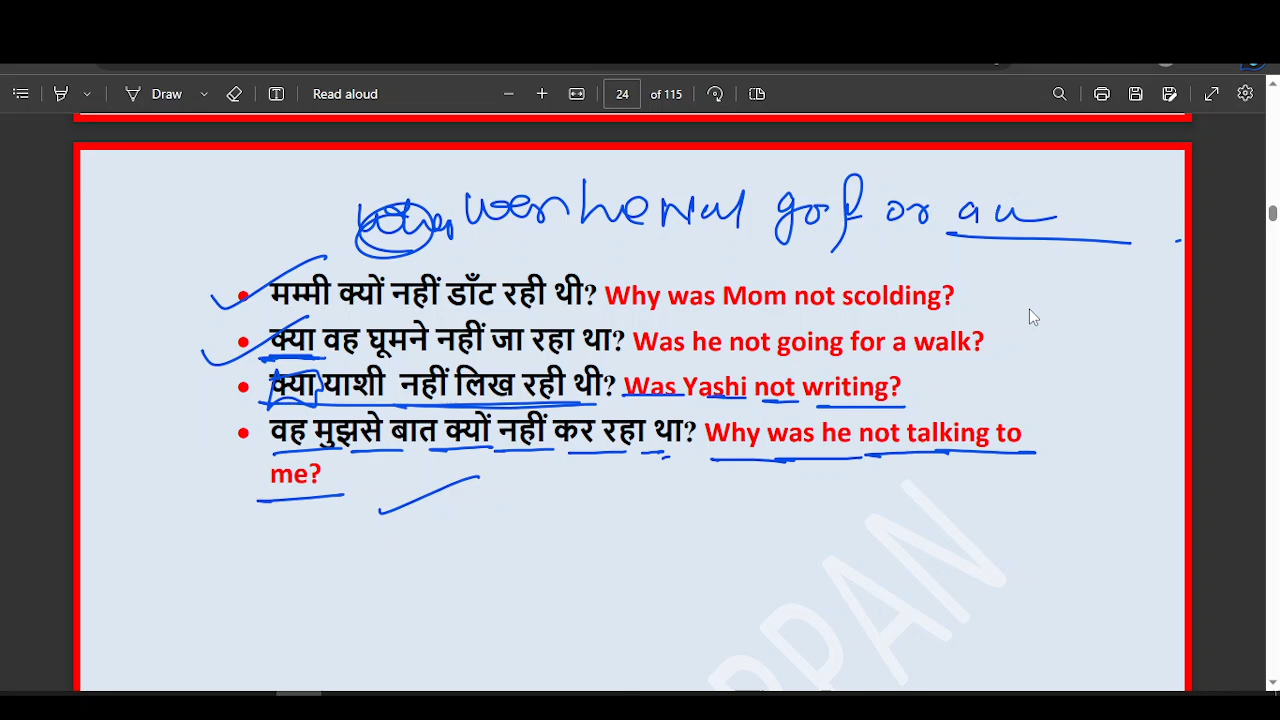 Draw
Read aloud
24
of 115
or a
• मम्मी क्यों नहीं डाँट रही थी? Why was Mom not scolding?
• क्या वह घूमने नहीं जा रहा था? Was he not going for a walk?
• क्या याशी नहीं लिख रही थी? Was Yashi not writing?
• वह मुझसे बात क्यों नहीं कर रहा था? Why was he not talking to
me?
PPAN